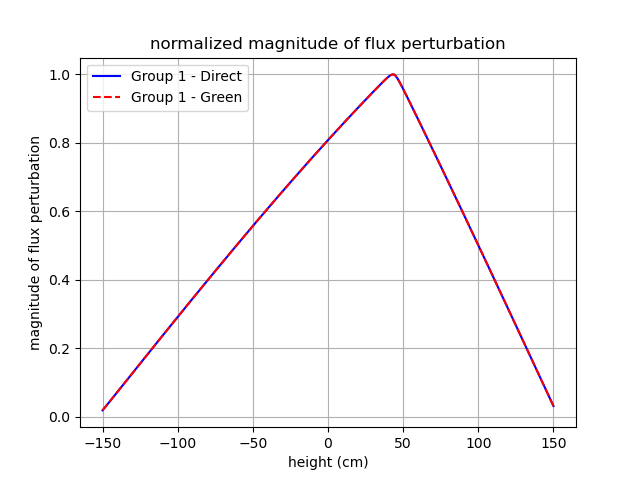 normalized magnitude of flux perturbation
Group 1 - Direct
Group 1 - Green
magnitude of flux perturbation
1.0
0.8
0.6
0.4
0.2
0.0
−150
−100
−50
0
50
100
150
height (cm)